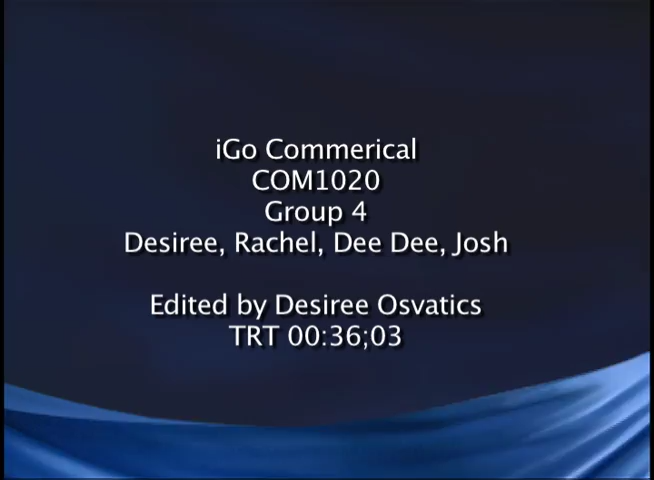 iGo Commerical
COM1020
Group 4
Desiree, Rachel, Dee Dee, Josh
Edited by Desiree Osvatics
TRT 00:36;03